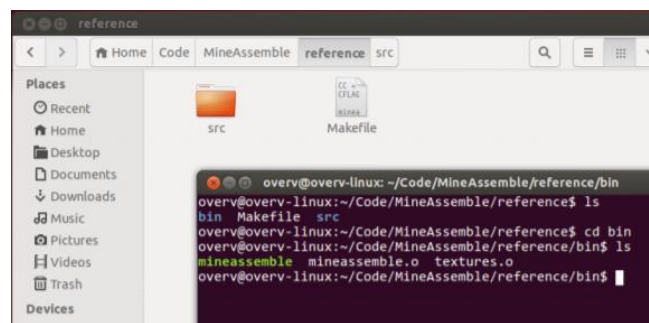 reference
Home Code MineAssemble reference src
Places
Recent
Home
Desktop
Documents
Downloads
Music
Pictures
Videos
Trash
Devices
src
CC
CFLAG
Makefile
overv@overv-linux: ~/Code/MineAssemble/reference/bin
overv@overv-linux:~/Code/MineAssemble/reference$ ls
bin Makefile src
overv@overv-linux:~/Code/MineAssemble/reference$ cd bin
overv@overv-linux:~/Code/MineAssemble/reference/bin$ ls
mineassemble mineassemble.o textures.o
overv@overv-linux:~/Code/MineAssemble/reference/bin$